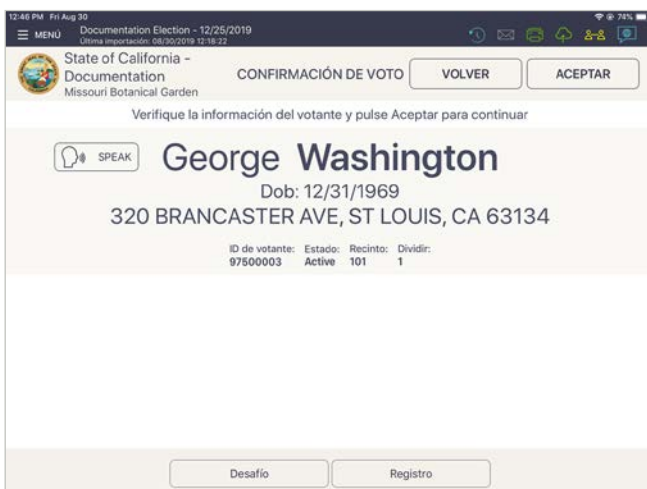 12:46 PM Fri Aug 30
74%
MENÚ
Documentation Election - 12/25/2019
Última importación: 08/30/2019 12:18:22
State of California -
Documentation
Missouri Botanical Garden
CONFIRMACIÓN DE VOTO
VOLVER
ACEPTAR
Verifique la información del votante y pulse Aceptar para continuar
SPEAK
George Washington
Dob: 12/31/1969
320 BRANCASTER AVE, ST LOUIS, CA 63134
ID de votante: Estado: Recinto: Dividir:
97500003 Active 101 1
Desafío
Registro